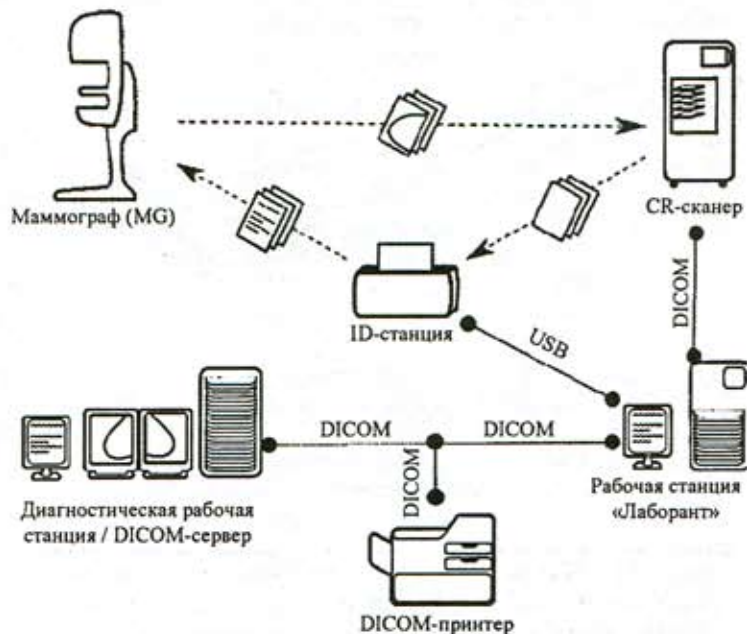 Маммограф (MG)
CR-сканер
ID-станция
USB
DICOM
DICOM
DICOM
DICOM
Диагностическая рабочая
станция / DICOM-сервер
Рабочая станция
«Лаборант»
DICOM-принтер